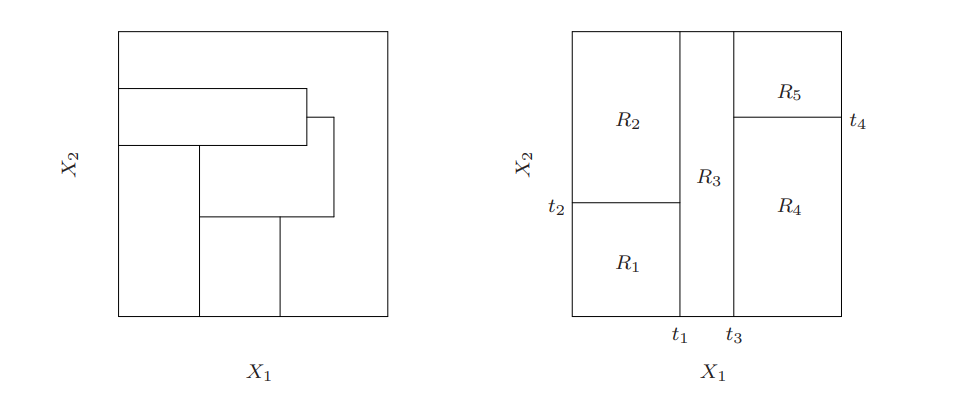 X₂
X₁
R₅
R₂
t₄
X₂
R₃
R₄
t₂
R₁
t₁ t₃
X₁